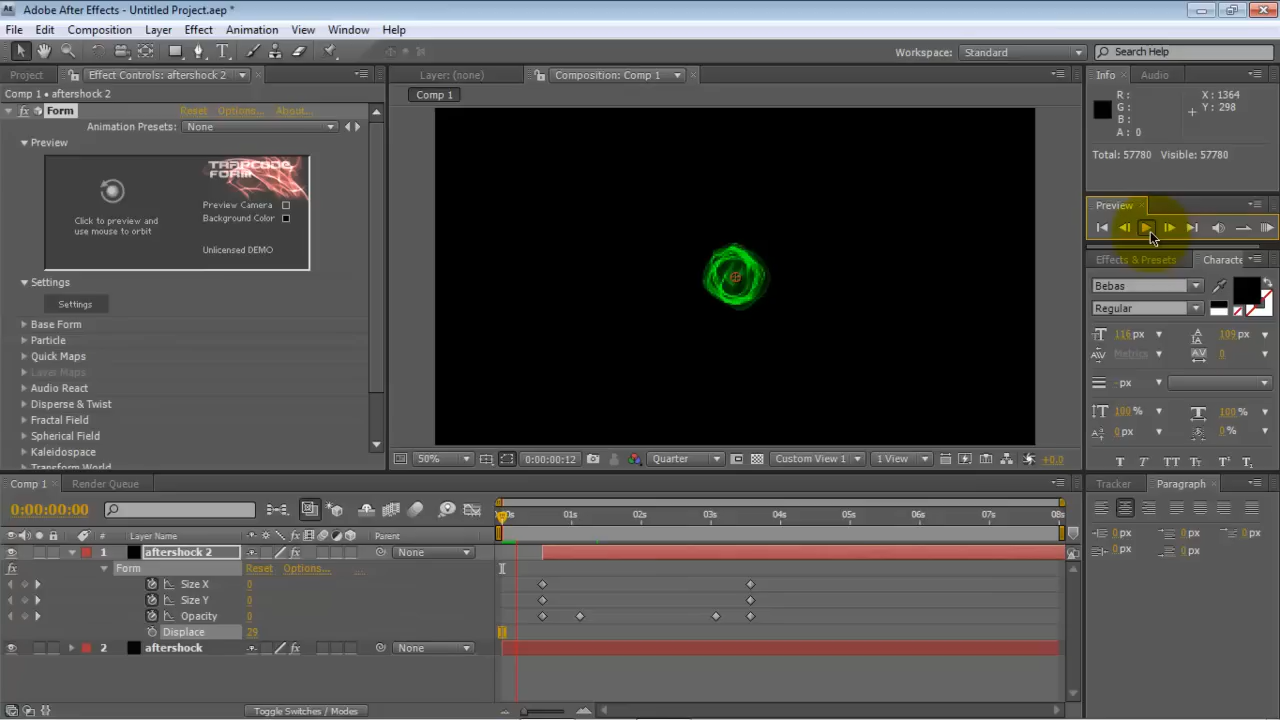 Adobe After Effects - Untitled Project.aep *
File Edit Composition Layer Effect Animation View Window Help
Workspace: Standard Search Help
Project Effect Controls: aftershock 2 Layer: (none) Composition: Comp 1 Info Audio
Comp 1 • aftershock 2 Comp 1
Form Reset Options... About...
Animation Presets: None
Preview
TRAPCODE
FORM
Click to preview and
use mouse to orbit
Preview Camera
Background Color
Unlicensed DEMO
Settings
Settings
Base Form
Particle
Quick Maps
Layer Maps
Audio React
Disperse & Twist
Fractal Field
Spherical Field
Kaleidospace
Transform World
R :
G :
B :
A : 0
X : 1364
Y : 298
Total: 57780 Visible: 57780
Preview
Effects & Presets Characte
Bebas
Regular
116 px 109 px
Metrics 0
- px
100 % 100 %
0 px 0 %
50% 0:00:00:12 Quarter Custom View 1 1 View +0.0
Comp 1 Render Queue
Tracker Paragraph
0:00:00:00
0s 01s 02s 03s 04s 05s 06s 07s 08s
# Layer Name Parent
1 aftershock 2 None
Form Reset Options...
Size X 0
Size Y 0
Opacity 0
Displace 29
2 aftershock None
0 px 0 px 0 px
0 px 0 px
Toggle Switches / Modes